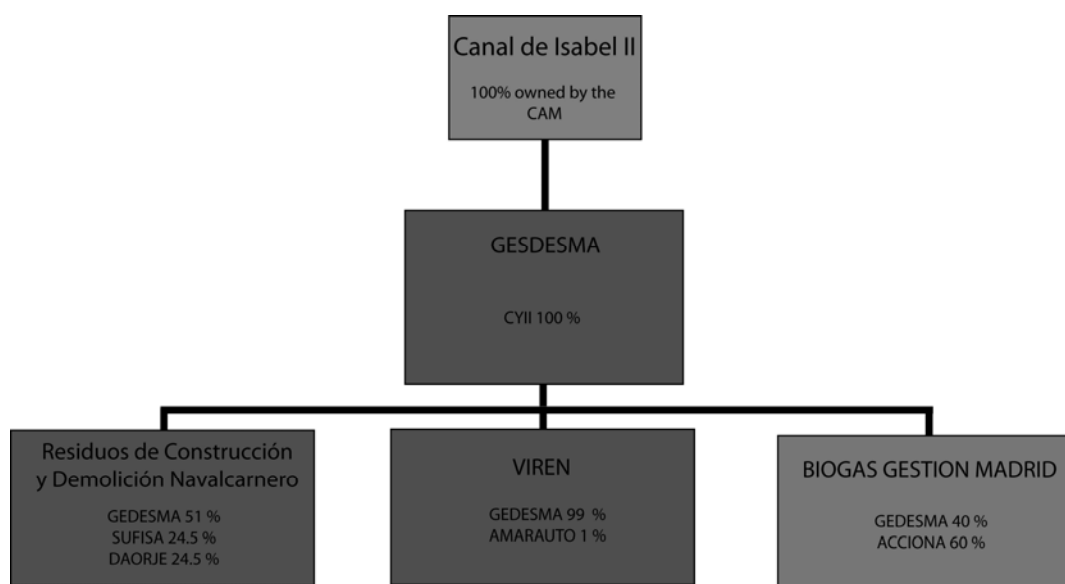 Canal de Isabel II
100% owned by the
CAM
GESDESMA
CYII 100 %
Residuos de Construcción
y Demolición Navalcarnero
GEDESMA 51 %
SUFISA 24.5 %
DAORJE 24.5 %
VIREN
GEDESMA 99 %
AMARAUTO 1 %
BIOGAS GESTION MADRID
GEDESMA 40 %
ACCIONA 60 %